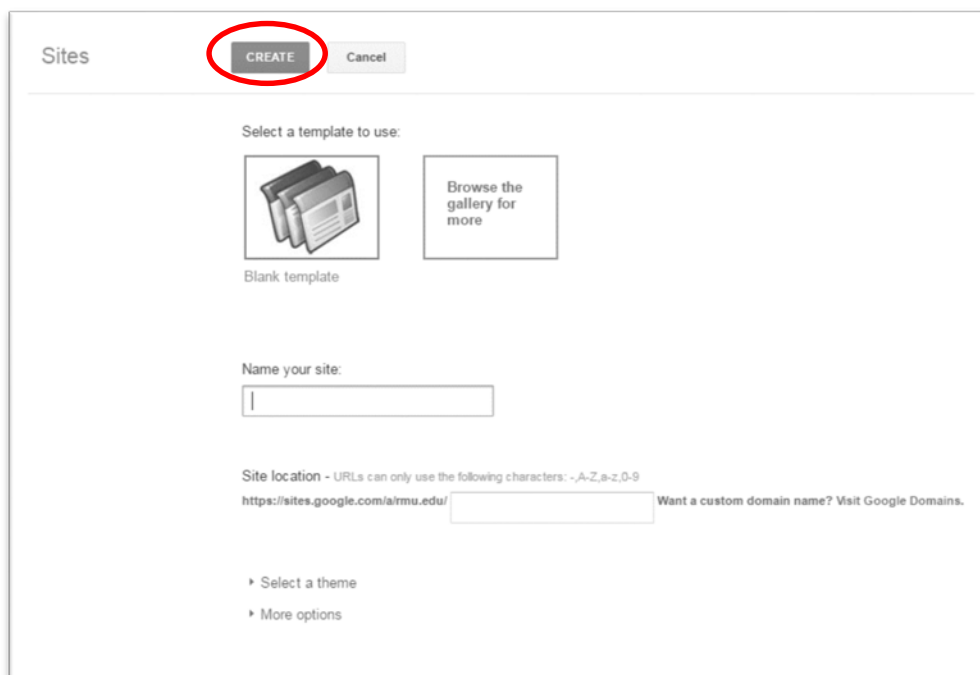 Sites
CREATE
Cancel
Select a template to use:
Browse the
gallery for
more
Blank template
Name your site:
Site location - URLs can only use the following characters: -,A-Z,a-z,0-9
https://sites.google.com/a/rmu.edu/ Want a custom domain name? Visit Google Domains.
Select a theme
More options